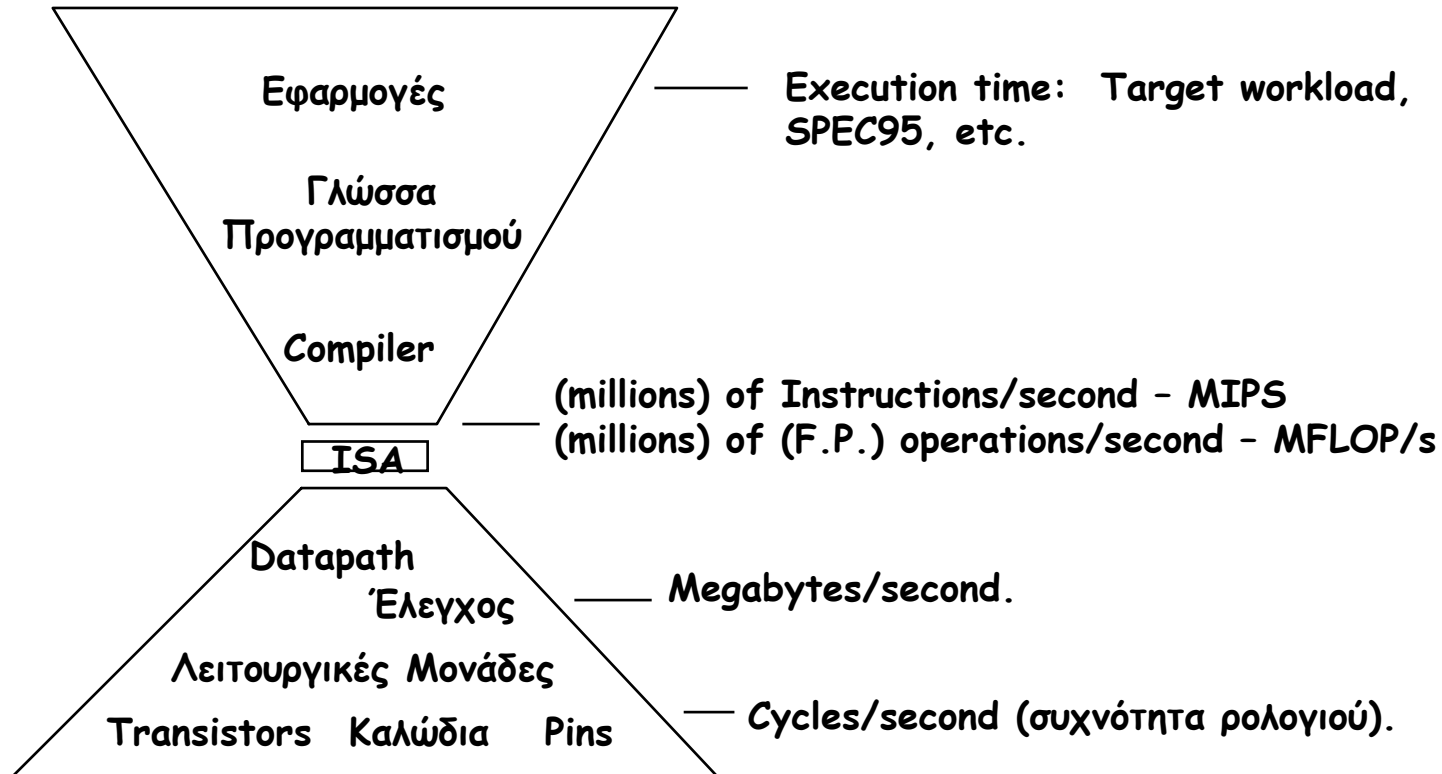 Εφαρμογές
Execution time: Target workload,
SPEC95, etc.
Γλώσσα
Προγραμματισμού
Compiler
(millions) of Instructions/second – MIPS
(millions) of (F.P.) operations/second – MFLOP/s
ISA
Datapath
Έλεγχος
Megabytes/second.
Λειτουργικές Μονάδες
Transistors Καλώδια Pins
Cycles/second (συχνότητα ρολογιού).